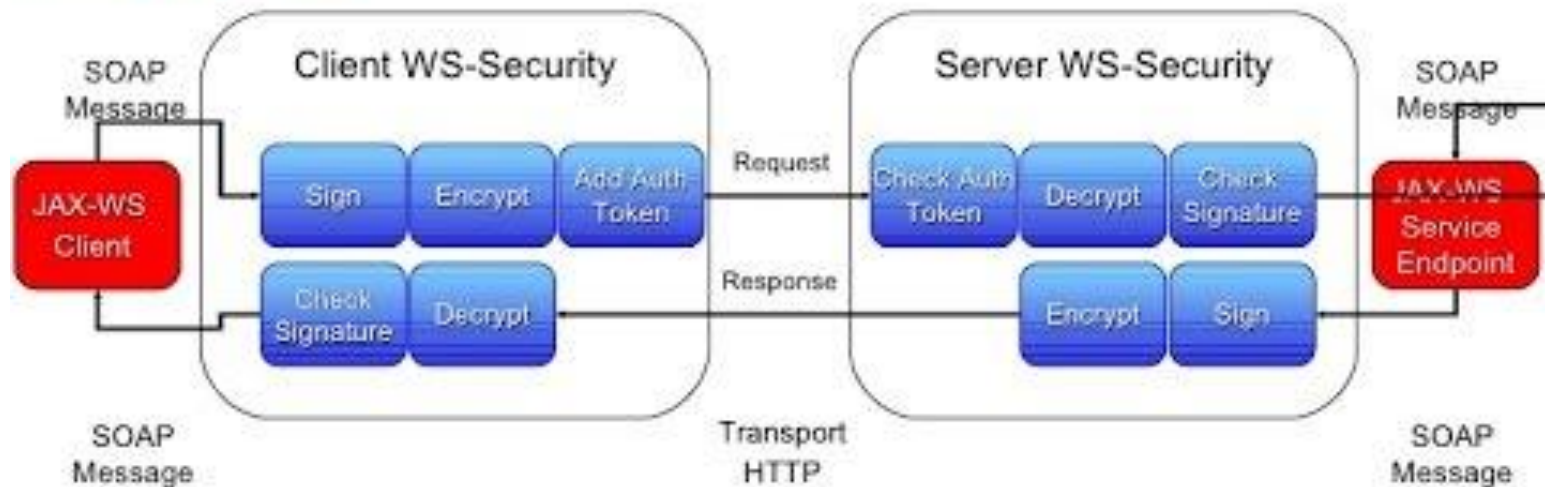 Client WS-Security
Server WS-Security
SOAP
Message
SOAP
Message
JAX-WS
Client
Sign
Encrypt
Add Auth
Token
Request
Check Auth
Token
Decrypt
Check
Signature
JAX-WS
Service
Endpoint
Check
Signature
Decrypt
Response
Encrypt
Sign
SOAP
Message
Transport
HTTP
SOAP
Message